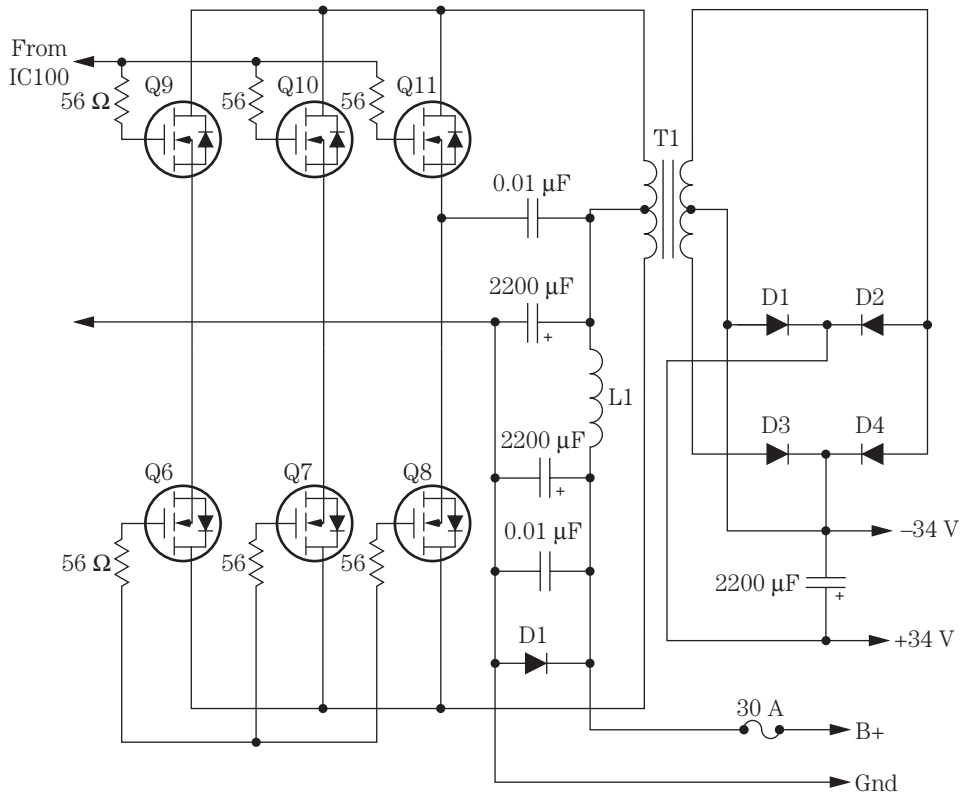 From
IC100
56 Ω
Q9
56
Q10
56
Q11
T1
0.01 µF
2200 µF
+
L1
D1
D2
D3
D4
2200 µF
+
Q6
Q7
Q8
56 Ω
56
56
0.01 µF
–34 V
2200 µF
+
D1
+34 V
30 A
B+
Gnd